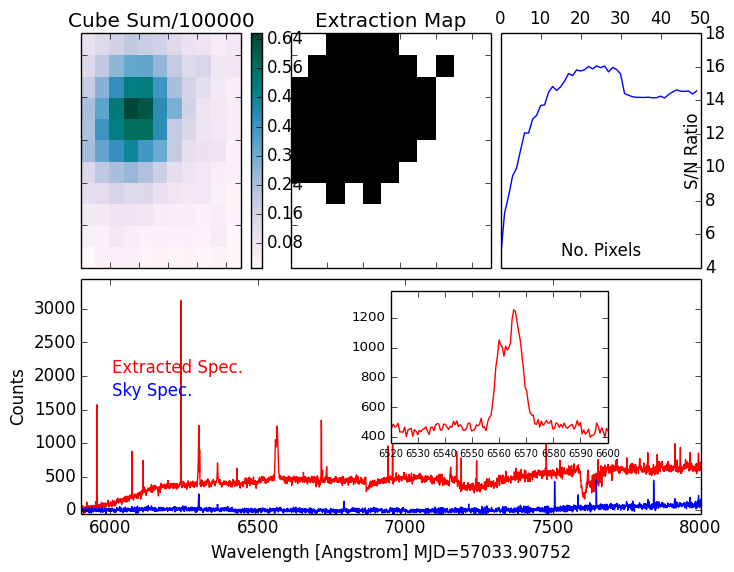 Cube Sum/100000
Extraction Map
0 10 20 30 40 50
0.64
0.56
0.4
0.4
0.3
0.24
0.16
0.08
18
16
14
12
10
8
6
4
S/N Ratio
No. Pixels
3000
2500
2000
1500
1000
500
0
Counts
Extracted Spec.
Sky Spec.
1200
1000
800
600
400
6520 6530 6540 6550 6560 6570 6580 6590 6600
6000 6500 7000 7500 8000
Wavelength [Angstrom] MJD=57033.90752